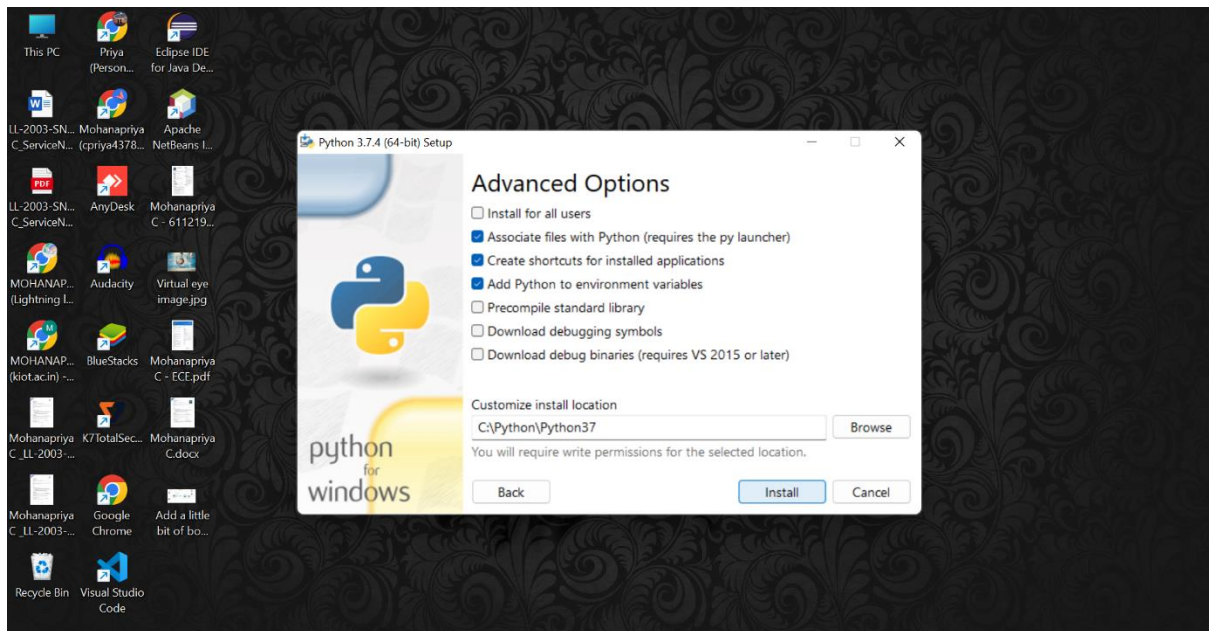 This PC
Priya
(Person...
Eclipse IDE
for Java De...
LL-2003-SN...
C_ServiceN...
Mohanapriya
(cpriya4378...
Apache
NetBeans I...
PDF
LL-2003-SN...
C_ServiceN...
AnyDesk
Mohanapriya
C - 611219...
MOHANAP...
(Lightning l...
Audacity
Virtual eye
image.jpg
MOHANAP...
(kiot.ac.in) -...
BlueStacks
Mohanapriya
C - ECE.pdf
Mohanapriya
C _LL-2003-...
K7TotalSec...
Mohanapriya
C.docx
Mohanapriya
C _LL-2003-...
Google
Chrome
Add a little
bit of bo...
Recycle Bin
Visual Studio
Code
Python 3.7.4 (64-bit) Setup
Advanced Options
Install for all users
Associate files with Python (requires the py launcher)
Create shortcuts for installed applications
Add Python to environment variables
Precompile standard library
Download debugging symbols
Download debug binaries (requires VS 2015 or later)
Customize install location
C:\Python\Python37
Browse
You will require write permissions for the selected location.
python
for
windows
Back
Install
Cancel